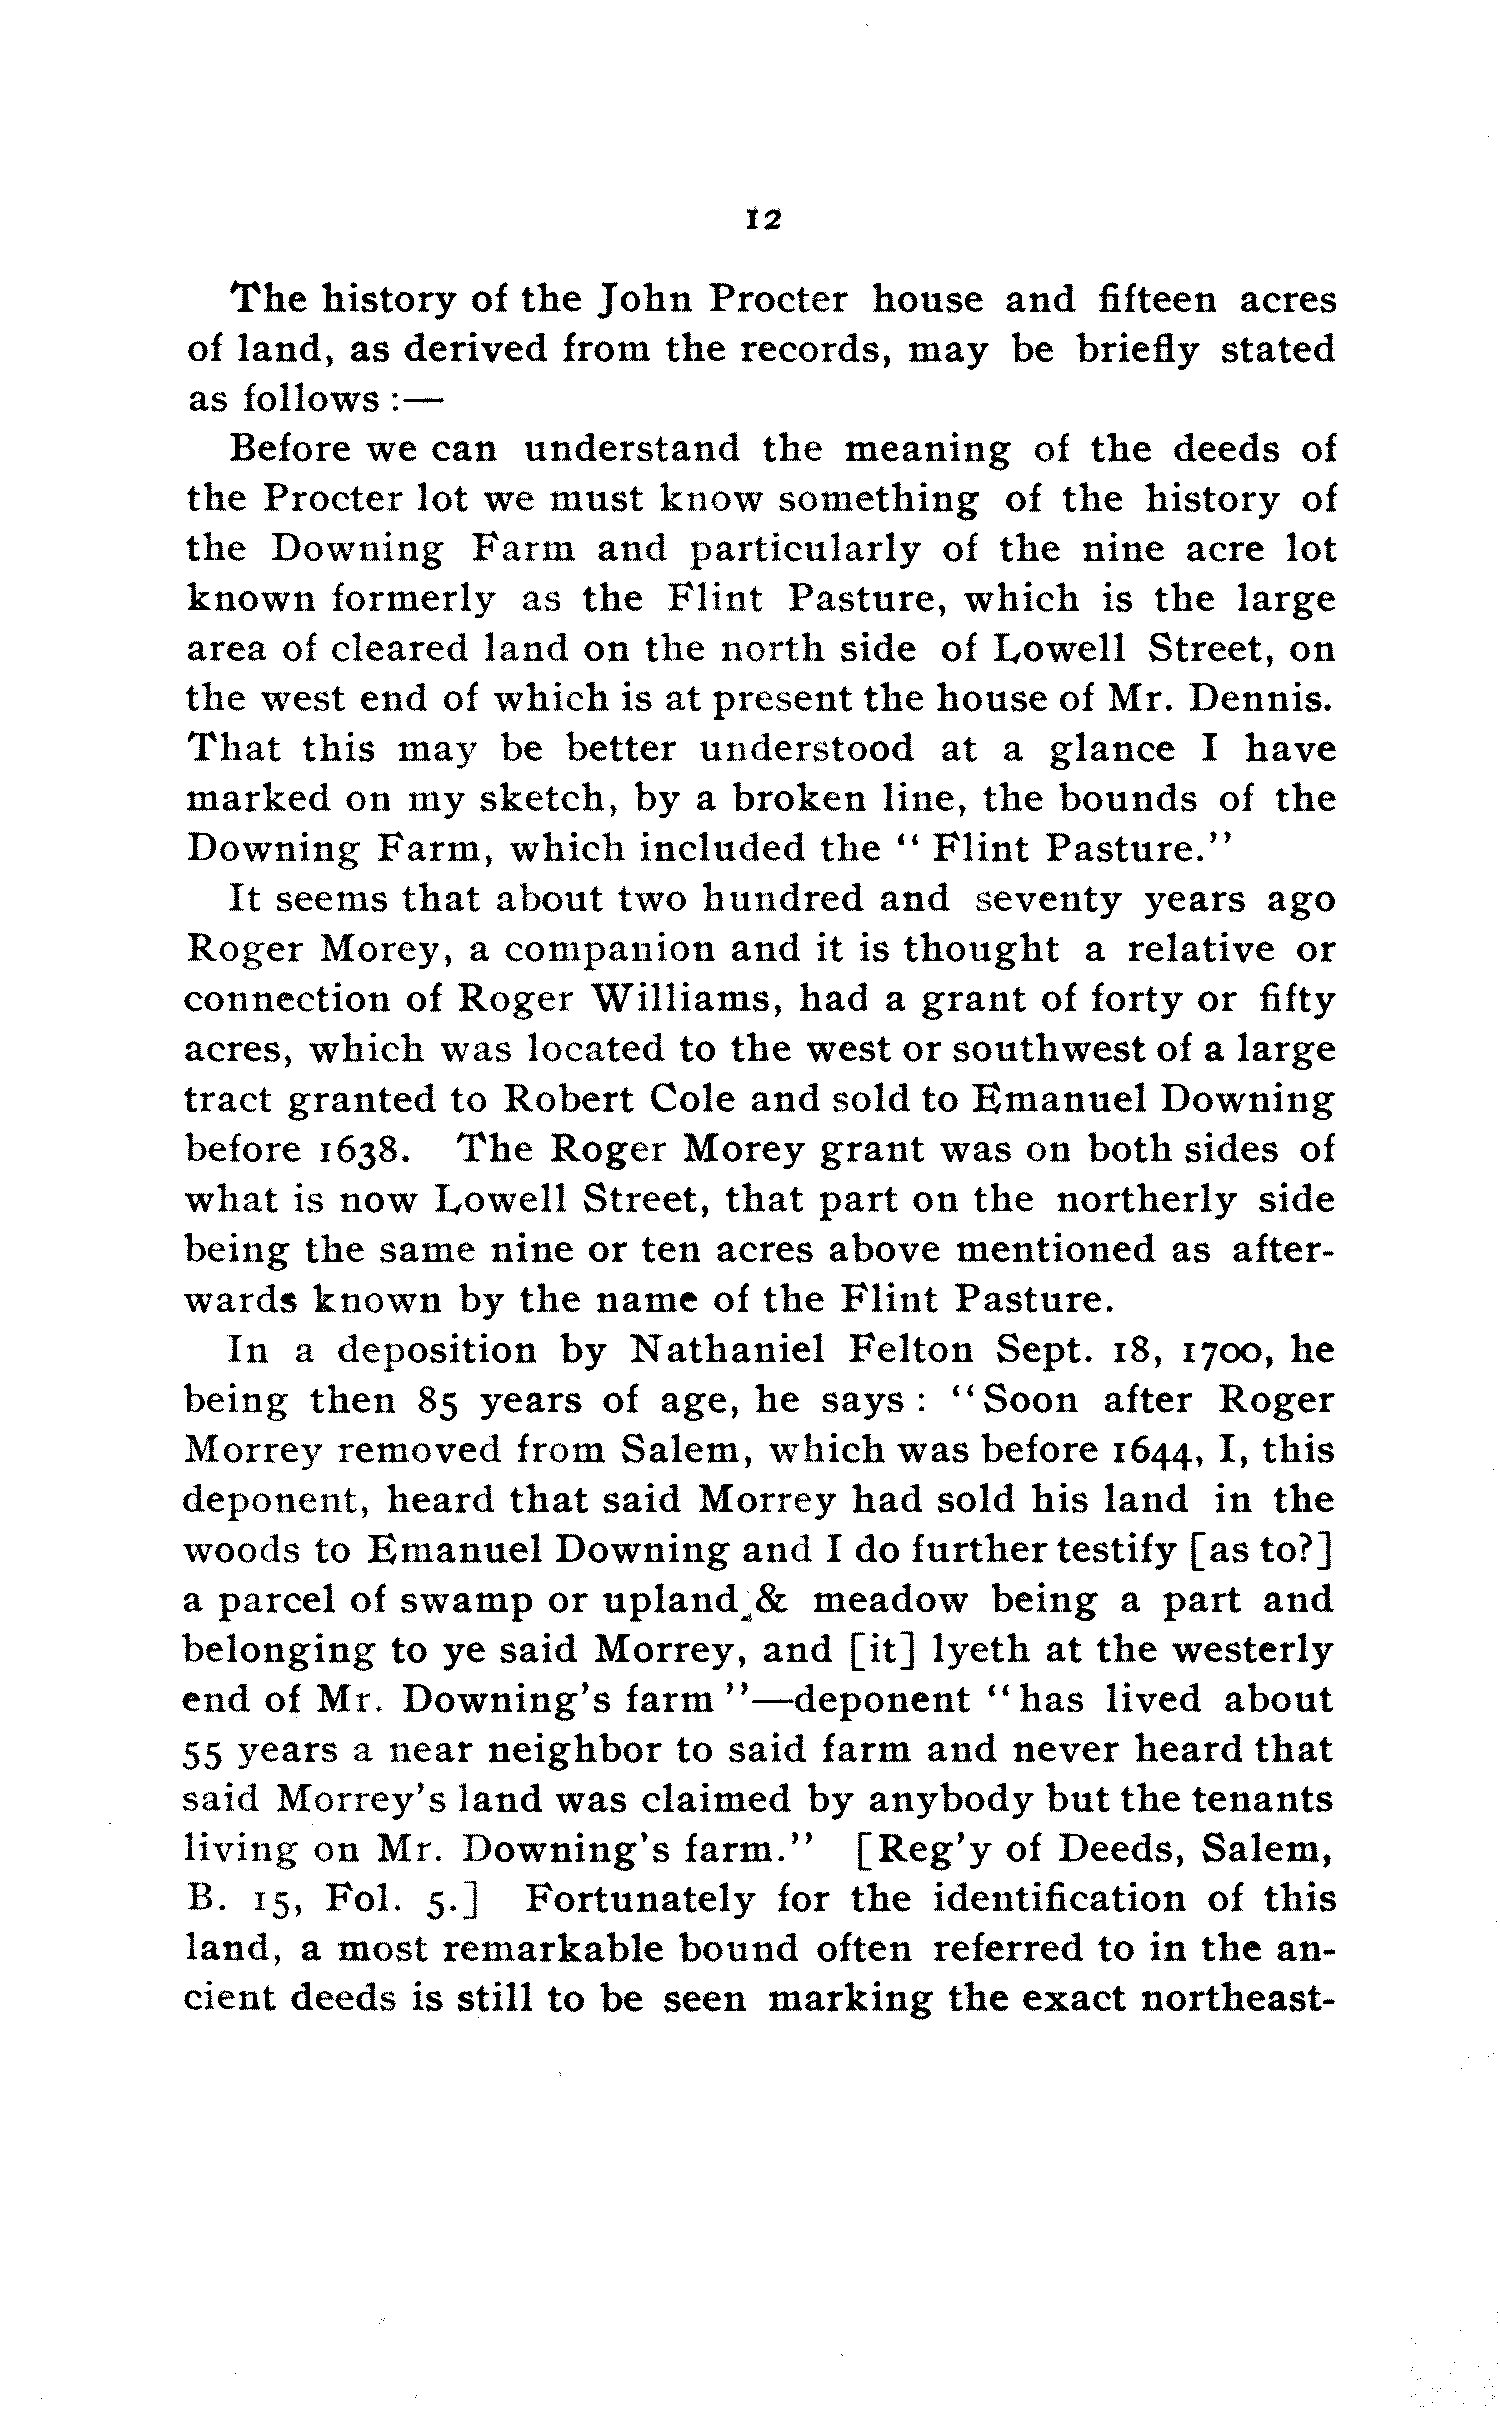 12
The history of the John Procter house and fifteen acres
of land, as derived from the records, may be briefly stated
as follows :—
Before we can understand the meaning of the deeds of
the Procter lot we must know something of the history of
the Downing Farm and particularly of the nine acre lot
known formerly as the Flint Pasture, which is the large
area of cleared land on the north side of Lowell Street, on
the west end of which is at present the house of Mr. Dennis.
That this may be better understood at a glance I have
marked on my sketch, by a broken line, the bounds of the
Downing Farm, which included the “ Flint Pasture.”
It seems that about two hundred and seventy years ago
Roger Morey, a companion and it is thought a relative or
connection of Roger Williams, had a grant of forty or fifty
acres, which was located to the west or southwest of a large
tract granted to Robert Cole and sold to Emanuel Downing
before 1638. The Roger Morey grant was on both sides of
what is now Lowell Street, that part on the northerly side
being the same nine or ten acres above mentioned as after-
wards known by the name of the Flint Pasture.
In a deposition by Nathaniel Felton Sept. 18, 1700, he
being then 85 years of age, he says : “Soon after Roger
Morrey removed from Salem, which was before 1644, I, this
deponent, heard that said Morrey had sold his land in the
woods to Emanuel Downing and I do further testify [as to?]
a parcel of swamp or upland & meadow being a part and
belonging to ye said Morrey, and [it] lyeth at the westerly
end of Mr. Downing's farm ”—deponent “has lived about
55 years a near neighbor to said farm and never heard that
said Morrey's land was claimed by anybody but the tenants
living on Mr. Downing's farm.” [Reg'y of Deeds, Salem,
B. 15, Fol. 5.] Fortunately for the identification of this
land, a most remarkable bound often referred to in the an-
cient deeds is still to be seen marking the exact northeast-